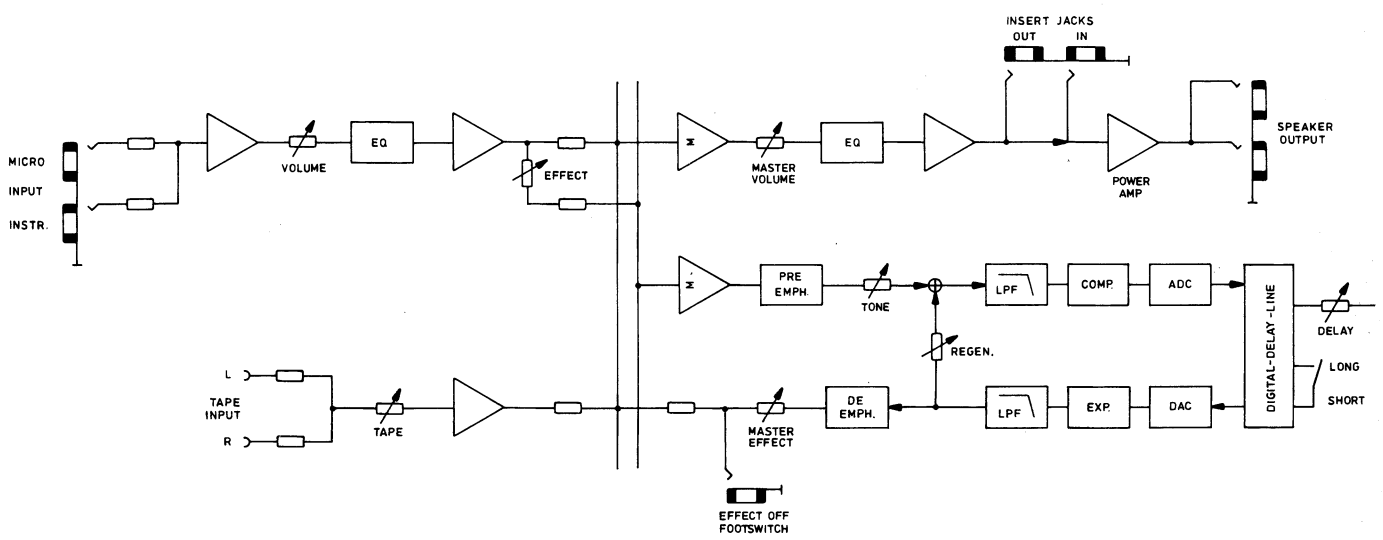 INSERT JACKS
OUT
IN
MICRO
INPUT
INSTR.
VOLUME
EQ
EFFECT
Σ
MASTER
VOLUME
EQ
POWER
AMP
SPEAKER
OUTPUT
Σ
PRE
EMPH.
TONE
LPF
COMP.
ADC
DIGITAL-DELAY-LINE
DELAY
REGEN.
LONG
SHORT
L
TAPE
INPUT
R
TAPE
MASTER
EFFECT
DE
EMPH.
LPF
EXP.
DAC
EFFECT OFF
FOOTSWITCH